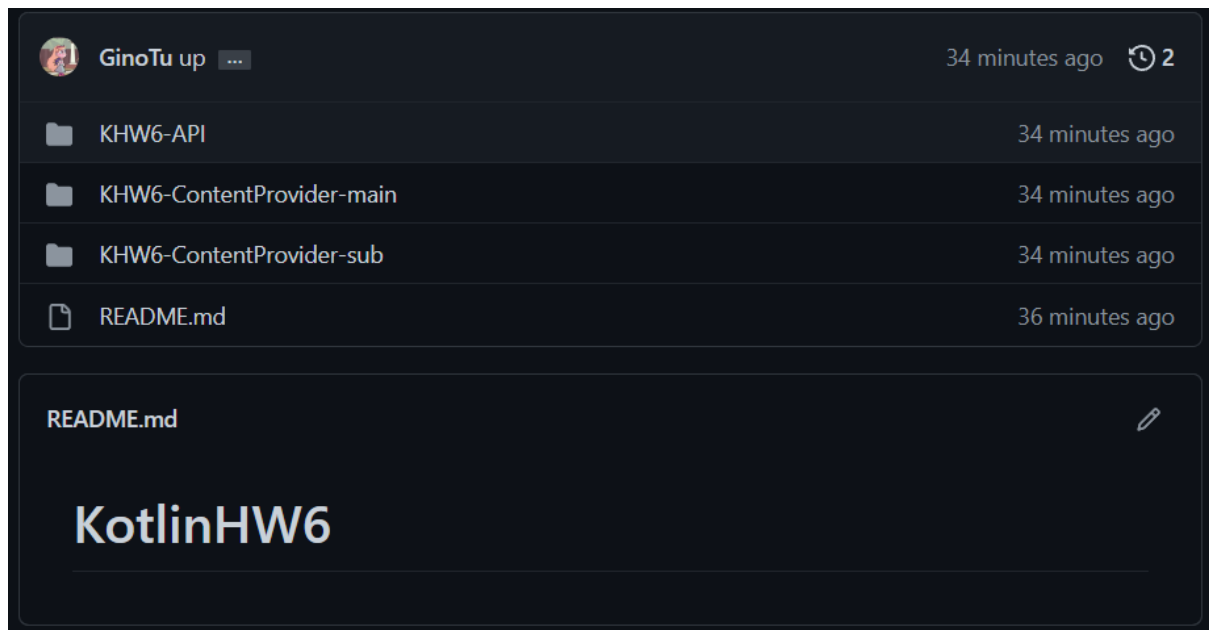 GinoTu up ... 34 minutes ago 2
KHW6-API 34 minutes ago
KHW6-ContentProvider-main 34 minutes ago
KHW6-ContentProvider-sub 34 minutes ago
README.md 36 minutes ago
README.md
KotlinHW6